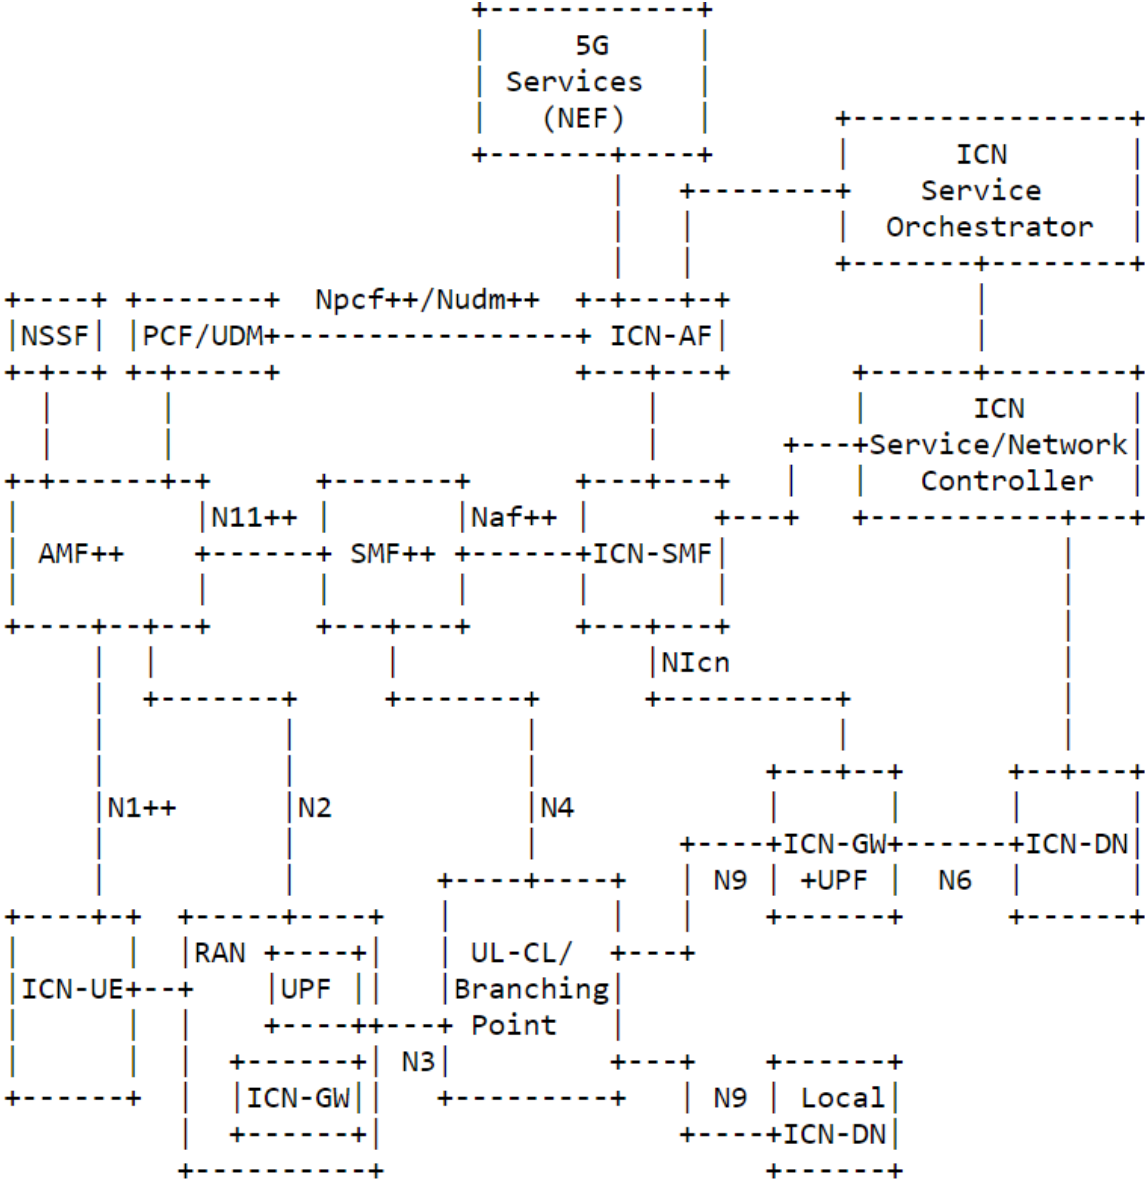 5G
Services
(NEF)
ICN
Service
Orchestrator
Npcf++/Nudm++
NSSF PCF/UDM ICN-AF
ICN
Service/Network
Controller
N11++ Naf++
AMF++ SMF++ ICN-SMF
NIcn
N1++ N2 N4
ICN-GW ICN-DN
N9 +UPF N6
RAN UL-CL/
ICN-UE UPF Branching
Point
N3
ICN-GW N9 Local
ICN-DN